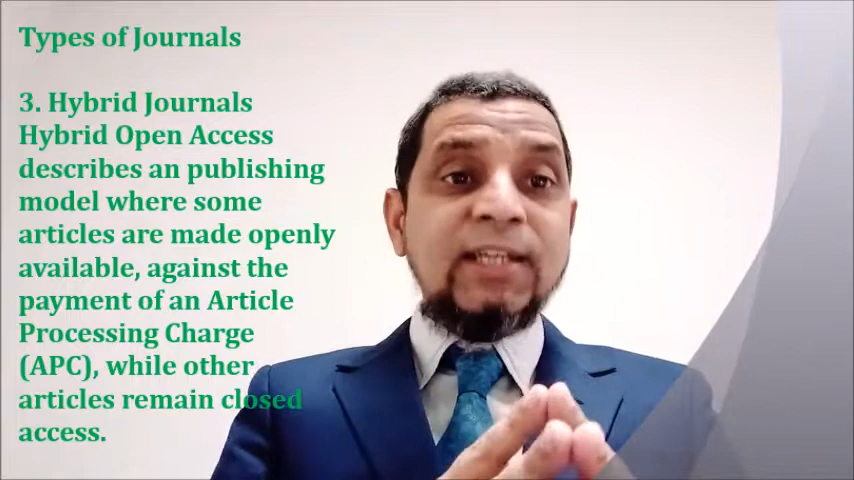 Types of Journals
3. Hybrid Journals
Hybrid Open Access
describes an publishing
model where some
articles are made openly
available, against the
payment of an Article
Processing Charge
(APC), while other
articles remain closed
access.